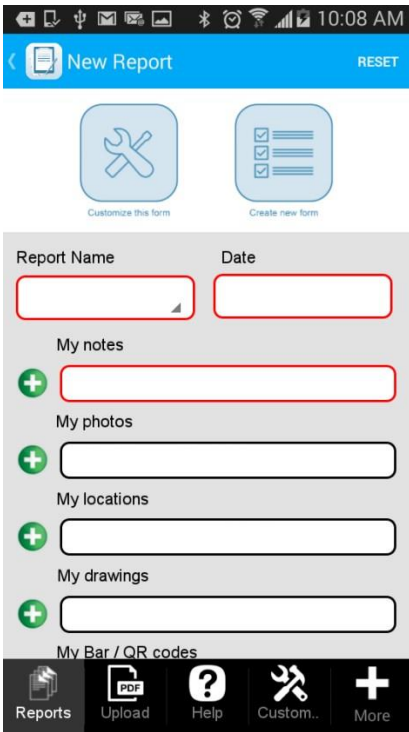 10:08 AM
New Report
RESET
Customize this form
Create new form
Report Name
Date
My notes
My photos
My locations
My drawings
My Bar / QR codes
PDF
Reports
Upload
Help
Custom..
More